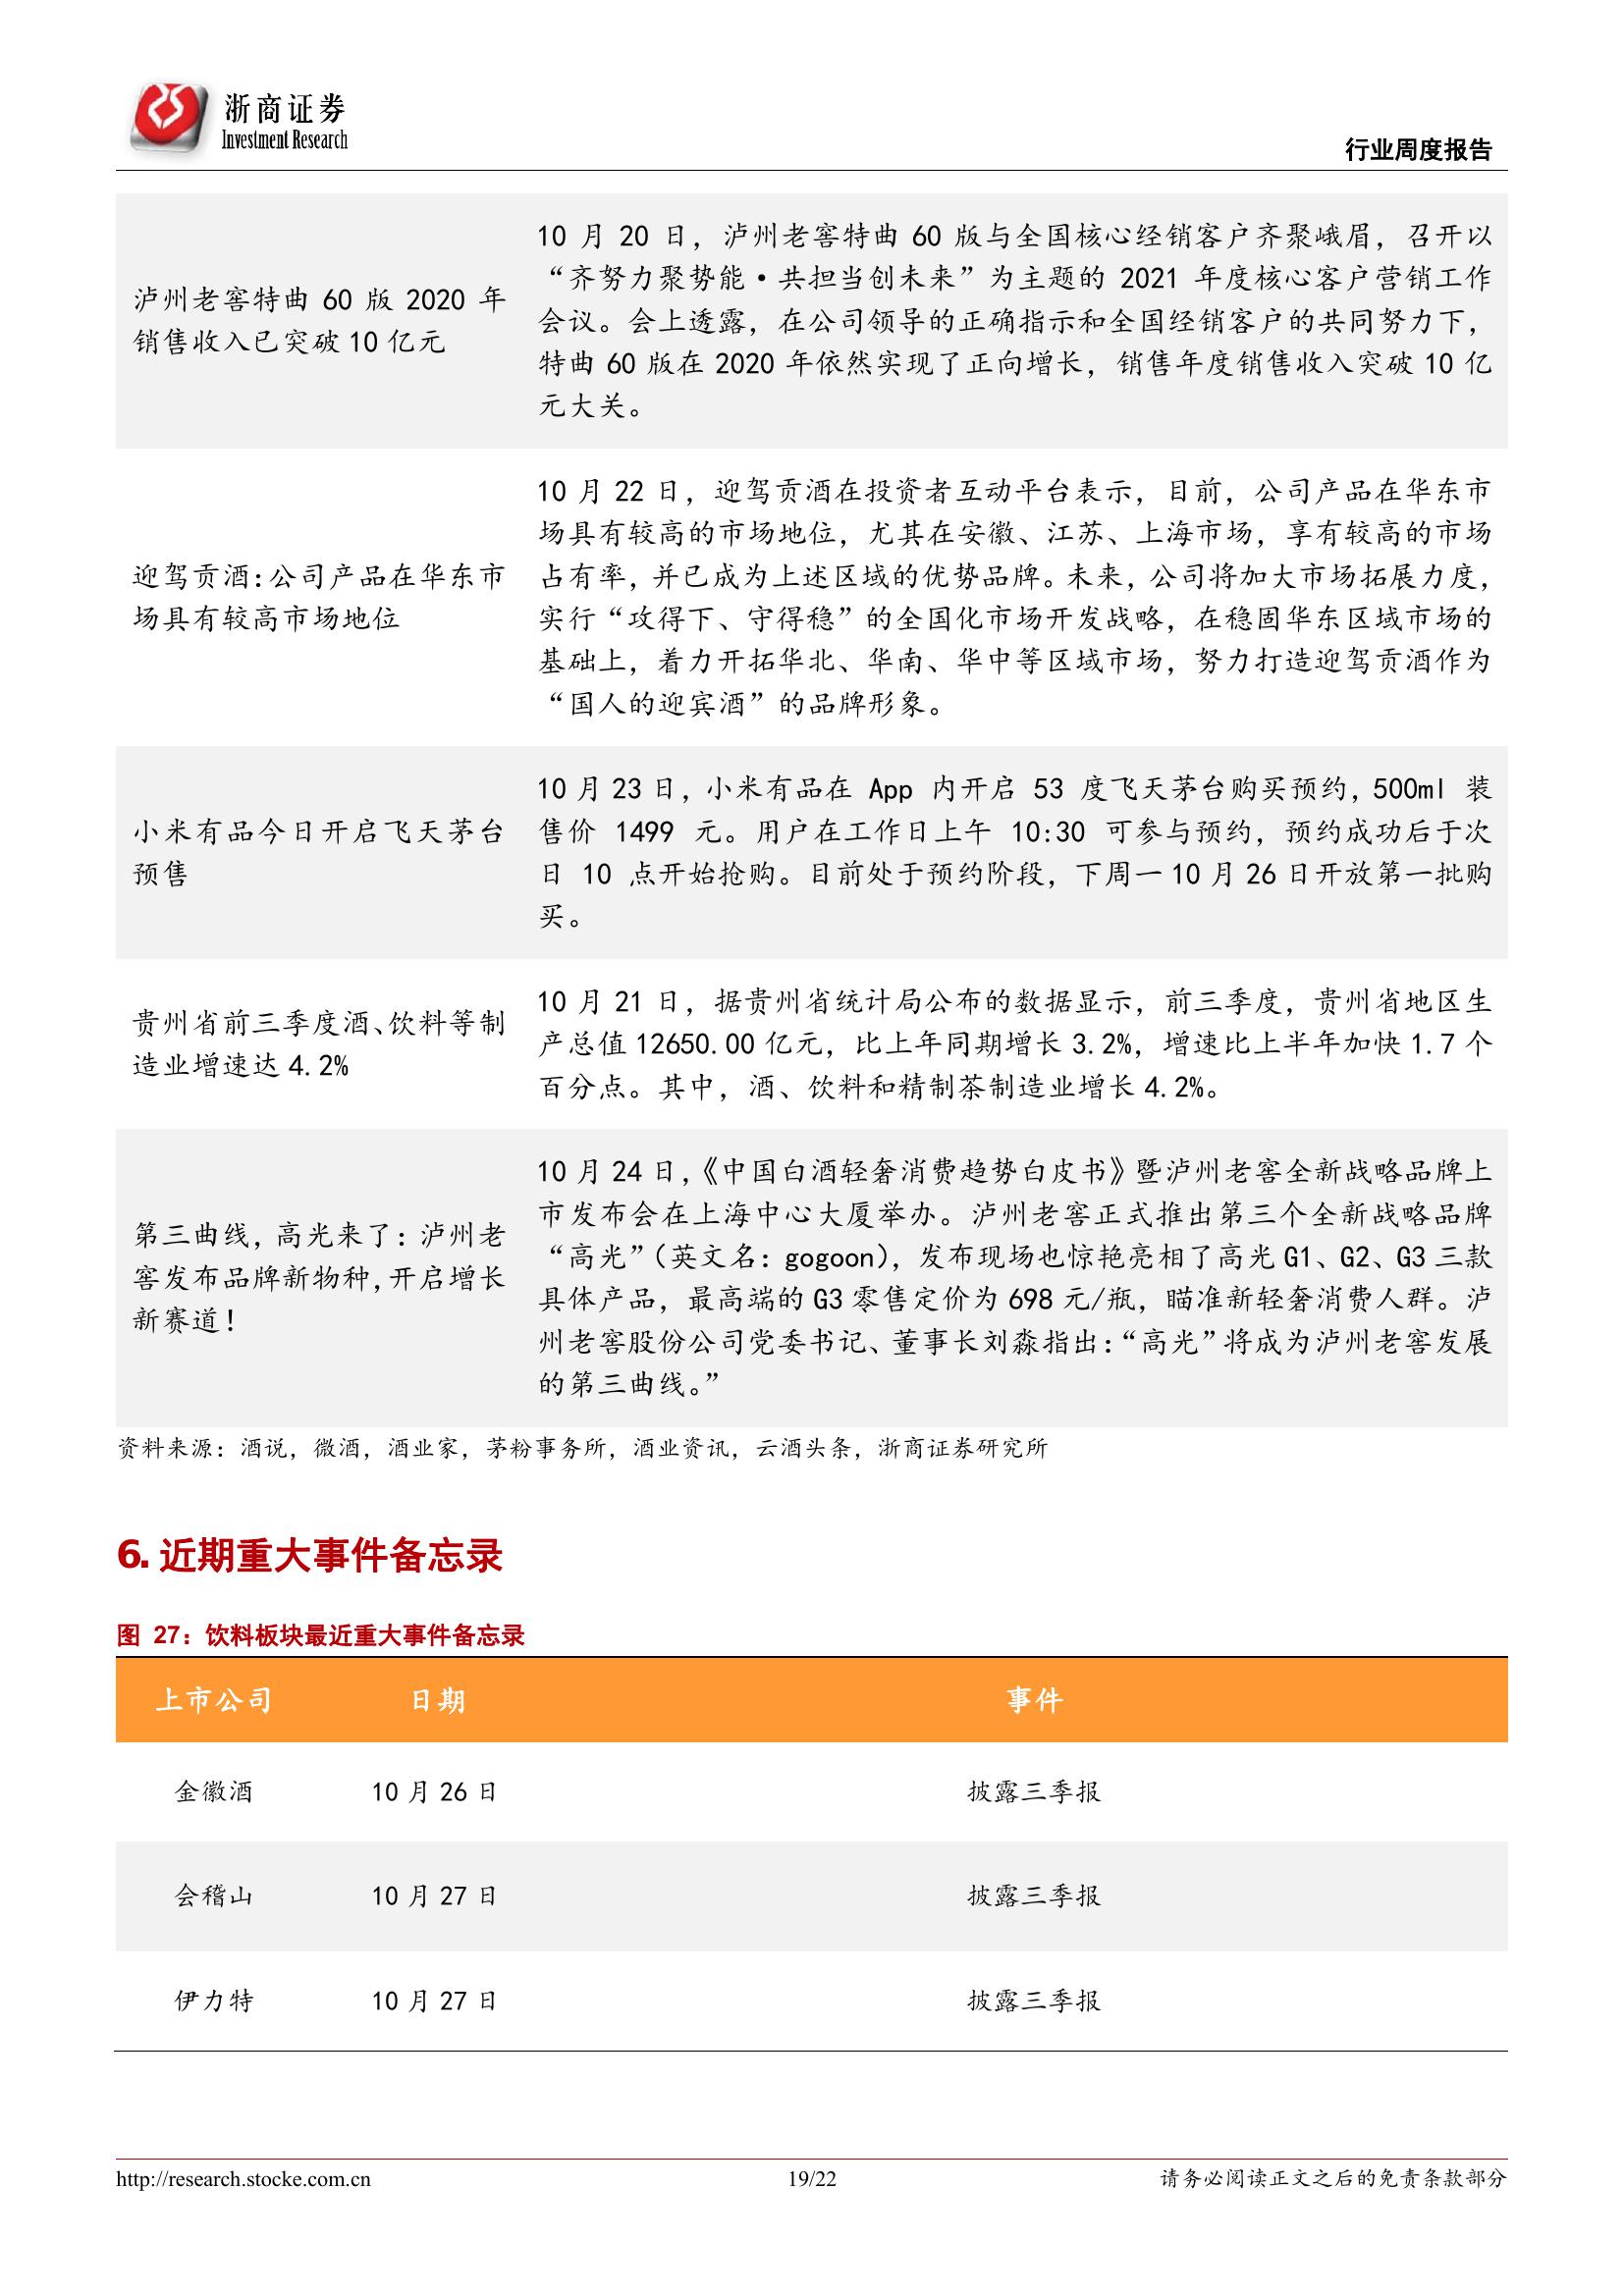 浙商证券
Investment Research
行业周度报告
泸州老窖特曲 60 版 2020 年
销售收入已突破 10 亿元
10 月 20 日，泸州老窖特曲 60 版与全国核心经销客户齐聚峨眉，召开以
“齐努力聚势能·共担当创未来”为主题的 2021 年度核心客户营销工作
会议。会上透露，在公司领导的正确指示和全国经销客户的共同努力下，
特曲 60 版在 2020 年依然实现了正向增长，销售年度销售收入突破 10 亿
元大关。
迎驾贡酒:公司产品在华东市
场具有较高市场地位
10 月 22 日，迎驾贡酒在投资者互动平台表示，目前，公司产品在华东市
场具有较高的市场地位，尤其在安徽、江苏、上海市场，享有较高的市场
占有率，并已成为上述区域的优势品牌。未来，公司将加大市场拓展力度，
实行“攻得下、守得稳”的全国化市场开发战略，在稳固华东区域市场的
基础上，着力开拓华北、华南、华中等区域市场，努力打造迎驾贡酒作为
“国人的迎宾酒”的品牌形象。
小米有品今日开启飞天茅台
预售
10 月 23 日，小米有品在 App 内开启 53 度飞天茅台购买预约，500ml 装
售价 1499 元。用户在工作日上午 10:30 可参与预约，预约成功后于次
日 10 点开始抢购。目前处于预约阶段，下周一 10 月 26 日开放第一批购
买。
贵州省前三季度酒、饮料等制
造业增速达 4.2%
10 月 21 日，据贵州省统计局公布的数据显示，前三季度，贵州省地区生
产总值 12650.00 亿元，比上年同期增长 3.2%，增速比上半年加快 1.7 个
百分点。其中，酒、饮料和精制茶制造业增长 4.2%。
第三曲线，高光来了：泸州老
窖发布品牌新物种，开启增长
新赛道！
10 月 24 日，《中国白酒轻奢消费趋势白皮书》暨泸州老窖全新战略品牌上
市发布会在上海中心大厦举办。泸州老窖正式推出第三个全新战略品牌
“高光”（英文名：gogoon），发布现场也惊艳亮相了高光 G1、G2、G3 三款
具体产品，最高端的 G3 零售定价为 698 元/瓶，瞄准新轻奢消费人群。泸
州老窖股份公司党委书记、董事长刘淼指出：“高光”将成为泸州老窖发展
的第三曲线。”
资料来源：酒说，微酒，酒业家，茅粉事务所，酒业资讯，云酒头条，浙商证券研究所
6. 近期重大事件备忘录
图 27：饮料板块最近重大事件备忘录
上市公司 日期 事件
金徽酒 10 月 26 日 披露三季报
会稽山 10 月 27 日 披露三季报
伊力特 10 月 27 日 披露三季报
http://research.stocke.com.cn 19/22 请务必阅读正文之后的免责条款部分